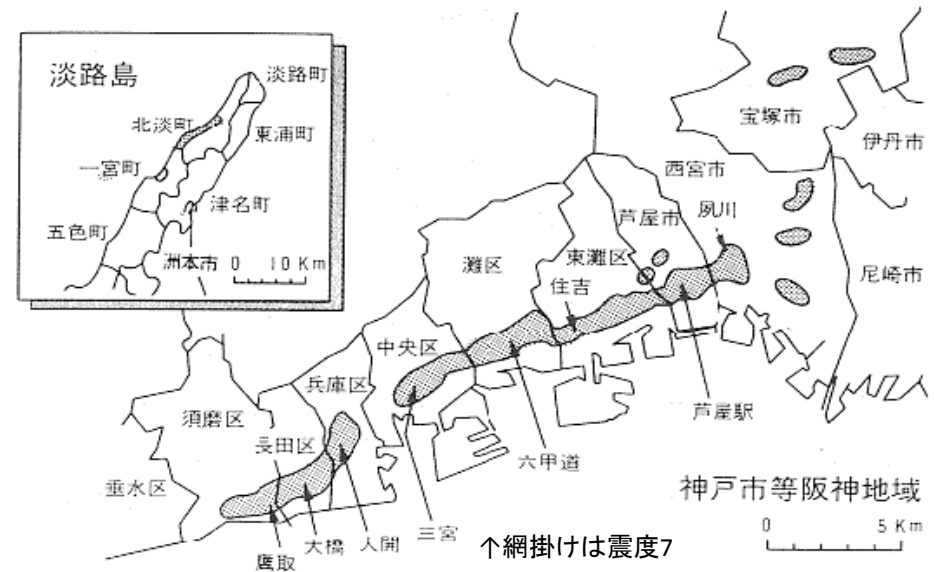 淡路島
淡路町
北淡町
東浦町
一宮町
津名町
五色町
洲本市
0 10Km
宝塚市
伊丹市
西宮市
芦屋市
夙川
東灘区
灘区
住吉
尼崎市
中央区
兵庫区
須磨区
長田区
芦屋駅
六甲道
垂水区
神戸市等阪神地域
三宮
人開
大橋
鷹取
↑網掛けは震度7
0 5Km